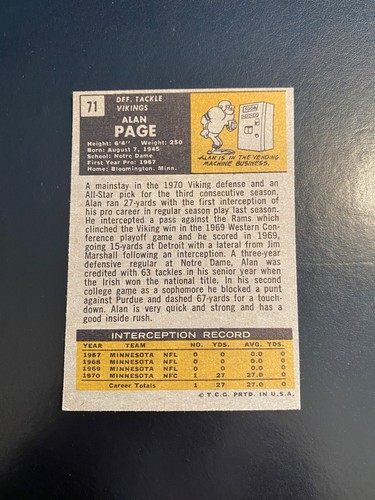 71
DEF. TACKLE
VIKINGS
ALAN
PAGE
Height: 6'4" Weight: 250
Born: August 7, 1945
School: Notre Dame
First Year Pro: 1967
Home: Bloomington, Minn.
ALAN IS IN THE VENDING
MACHINE BUSINESS.
A mainstay in the 1970 Viking defense and an
All-Star pick for the third consecutive season,
Alan ran 27-yards with the first interception of
his pro career in regular season play last season.
He intercepted a pass against the Rams which
clinched the Viking win in the 1969 Western Con-
ference playoff game and he scored in 1969,
going 15-yards at Detroit with a lateral from Jim
Marshall following an interception. A three-year
defensive regular at Notre Dame, Alan was
credited with 63 tackles in his senior year when
the Irish won the national title. In his second
college game as a sophomore he blocked a punt
against Purdue and dashed 67-yards for a touch-
down. Alan is very quick and strong and has a
good inside rush.
INTERCEPTION RECORD
YEAR TEAM NO. YDS. AVG. TDS.
1967 MINNESOTA NFL 0 0 0.0 0
1968 MINNESOTA NFL 0 0 0.0 0
1969 MINNESOTA NFL 0 0 0.0 0
1970 MINNESOTA NFC 1 27 27.0 0
Career Totals 1 27 27.0 0
© T.C.G. PRTD. IN U.S.A.